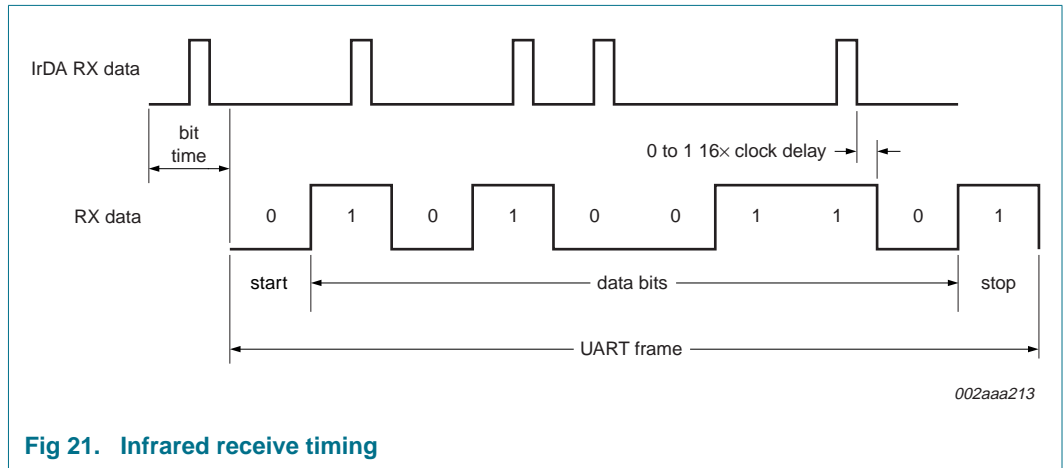 IrDA RX data
bit
time
0 to 1 16× clock delay
RX data
0 1 0 1 0 0 1 1 0 1
start
data bits
stop
UART frame
002aaa213
Fig 21. Infrared receive timing